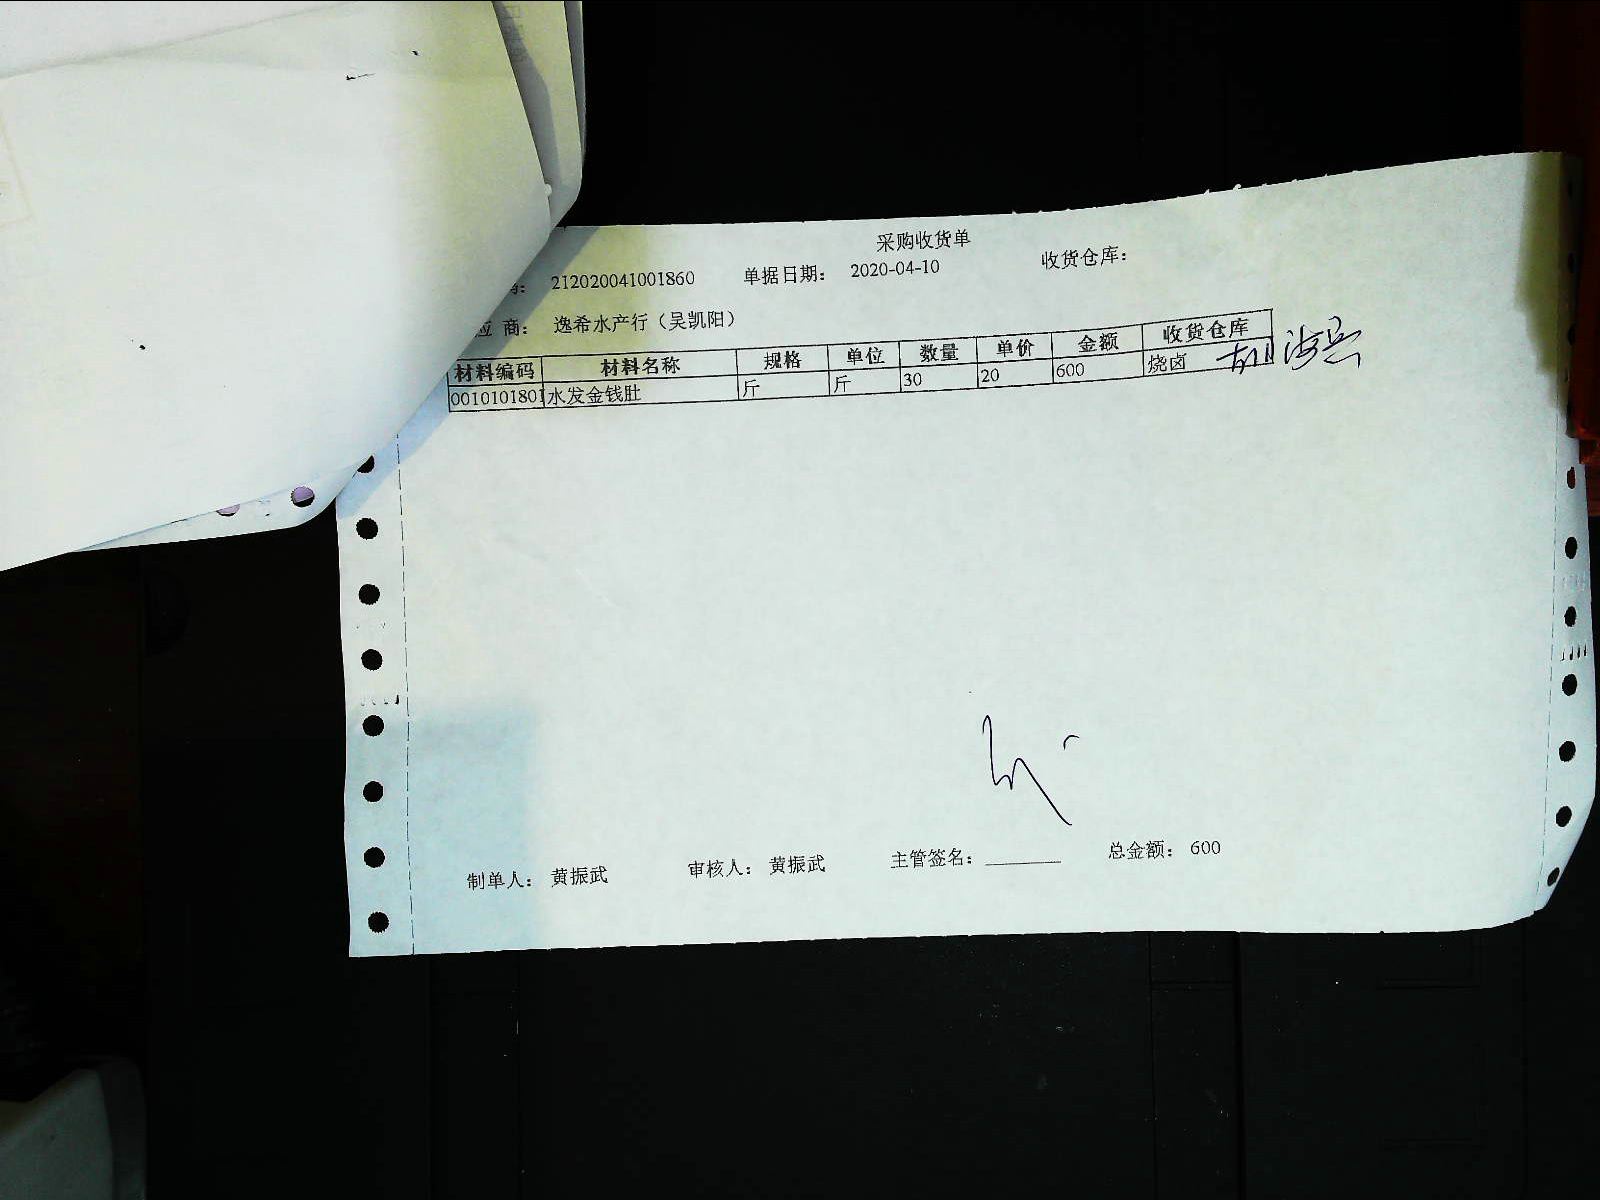 采购收货单
212020041001860 单据日期： 2020-04-10 收货仓库：
应 商： 逸希水产行（吴凯阳）
材料编码 材料名称 规格 单位 数量 单价 金额 收货仓库
0010101801 水发金钱肚 斤 斤 30 20 600 烧卤
制单人： 黄振武 审核人： 黄振武 主管签名： 总金额： 600